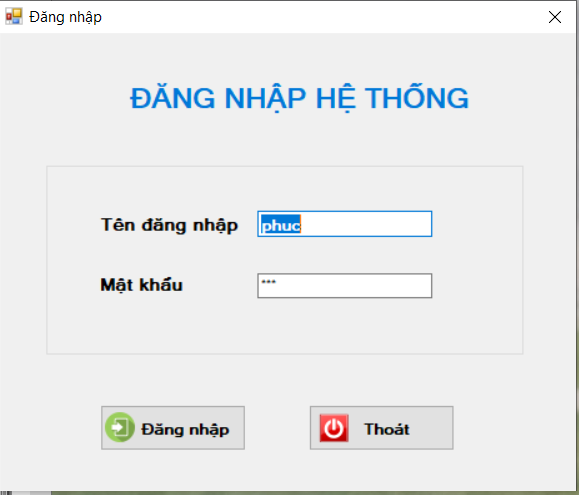 Đăng nhập
ĐĂNG NHẬP HỆ THỐNG
Tên đăng nhập phuc
Mật khẩu ***
Đăng nhập Thoát